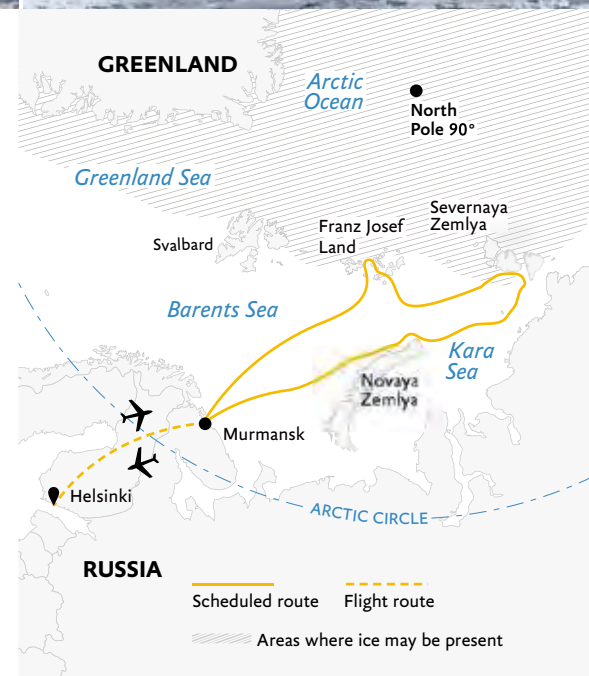 GREENLAND
Arctic
Ocean
North
Pole 90°
Greenland Sea
Severnaya
Zemlya
Franz Josef
Land
Svalbard
Barents Sea
Kara
Sea
Novaya
Zemlya
Murmansk
Helsinki
ARCTIC CIRCLE
RUSSIA
Scheduled route
Flight route
Areas where ice may be present